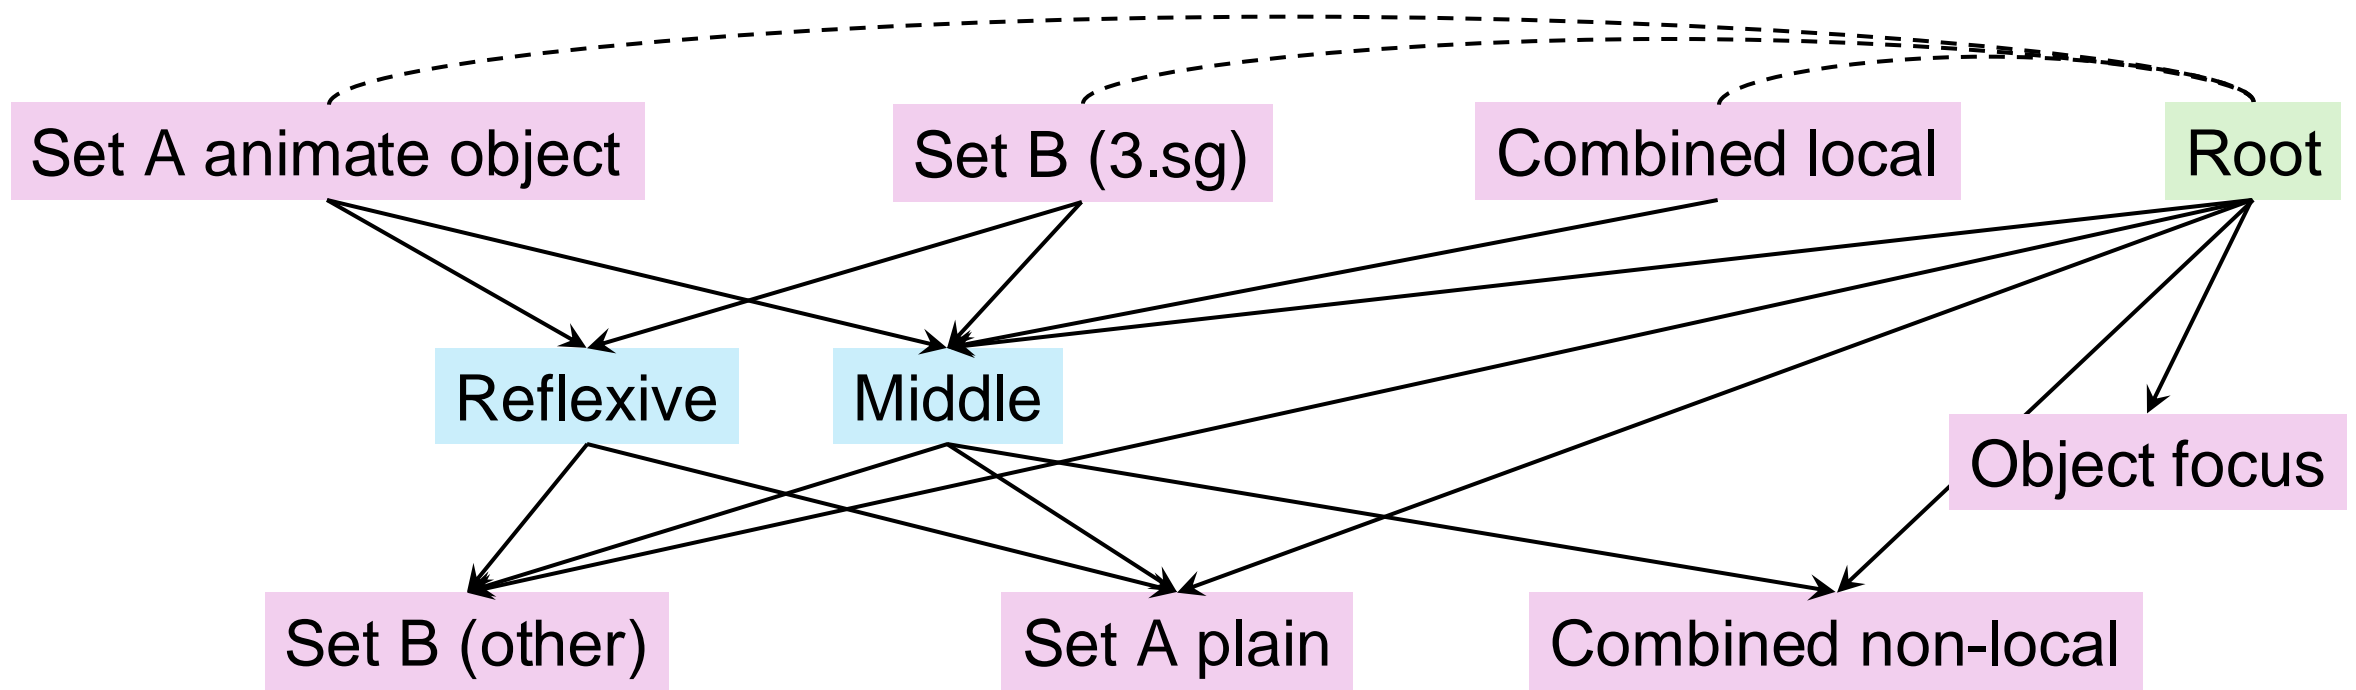 Set A animate object
Set B (3.sg)
Combined local
Root
Reflexive
Middle
Object focus
Set B (other)
Set A plain
Combined non-local